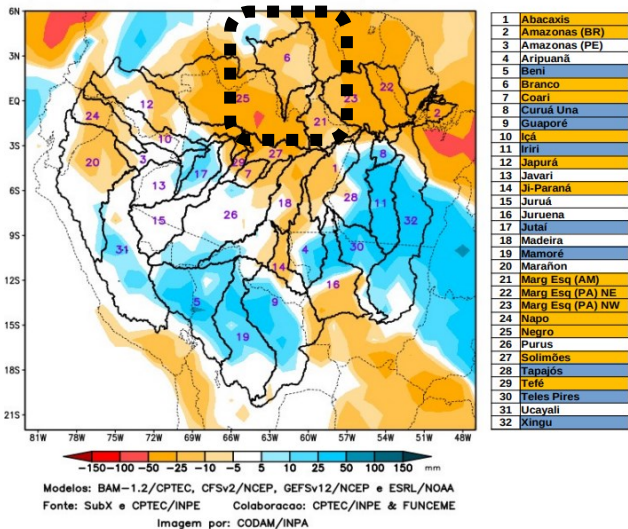 6N
3N
EQ
3S
6S
9S
12S
15S
18S
21S
81W 78W 75W 72W 69W 66W 63W 60W 57W 54W 51W 48W
6
25
23
22
2
12
21
24
10
27
20
3
29
7
17
1
8
13
18
28
11
15
26
32
31
4
30
14
16
5
9
19
-150 -100 -50 -25 -10 -5 5 10 25 50 100 150 mm
Modelos: BAM-1.2/CPTEC, CFSv2/NCEP, GEFSv12/NCEP e ESRL/NOAA
Fonte: SubX e CPTEC/INPE Colaboracao: CPTEC/INPE & FUNCEME
Imagem por: CODAM/INPA
1 Abacaxis
2 Amazonas (BR)
3 Amazonas (PE)
4 Aripuanã
5 Beni
6 Branco
7 Coari
8 Curuá Una
9 Guaporé
10 Içá
11 Iriri
12 Japurá
13 Javari
14 Ji-Paraná
15 Juruá
16 Juruena
17 Jutaí
18 Madeira
19 Mamoré
20 Marañon
21 Marg Esq (AM)
22 Marg Esq (PA) NE
23 Marg Esq (PA) NW
24 Napo
25 Negro
26 Purus
27 Solimões
28 Tapajós
29 Tefé
30 Teles Pires
31 Ucayali
32 Xingu